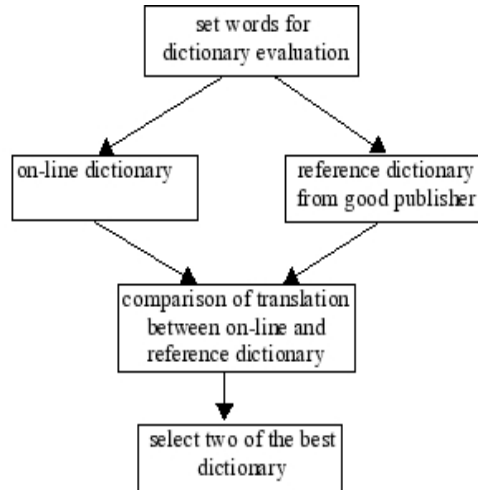 set words for
dictionary evaluation
on-line dictionary
reference dictionary
from good publisher
comparison of translation
between on-line and
reference dictionary
select two of the best
dictionary